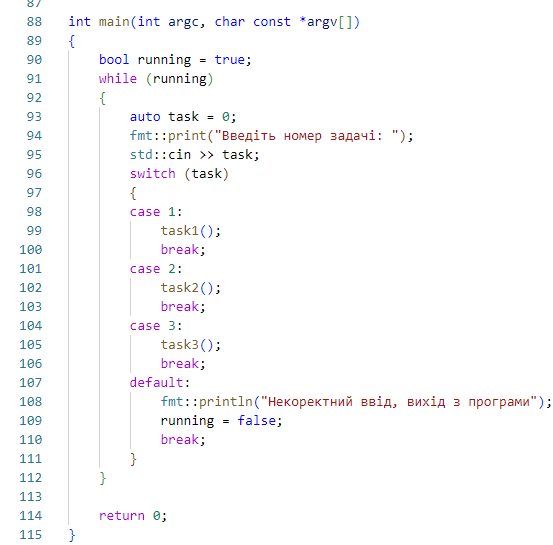 87
88 int main(int argc, char const *argv[])
89 {
90     bool running = true;
91     while (running)
92     {
93         auto task = 0;
94         fmt::print("Введіть номер задачі: ");
95         std::cin >> task;
96         switch (task)
97         {
98         case 1:
99             task1();
100             break;
101         case 2:
102             task2();
103             break;
104         case 3:
105             task3();
106             break;
107         default:
108             fmt::println("Некоректний ввід, вихід з програми");
109             running = false;
110             break;
111         }
112     }
113
114     return 0;
115 }